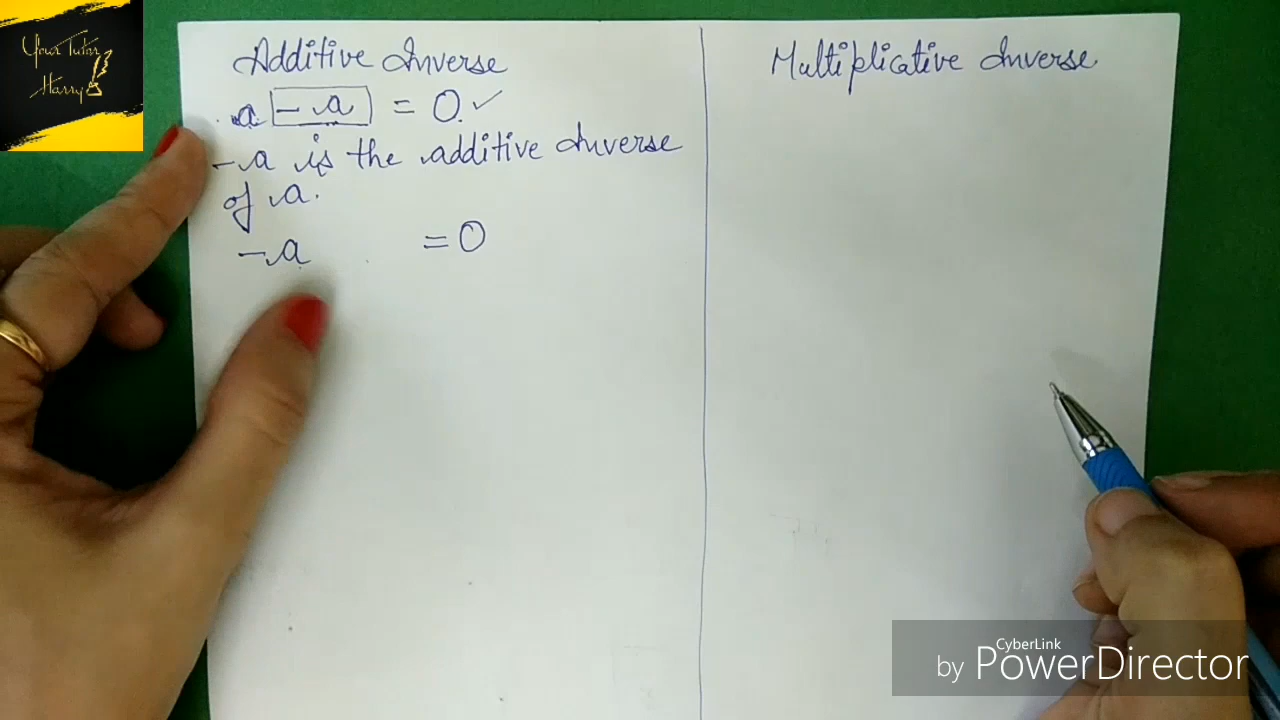 Your Tutor
Harry
Additive Inverse
a - a = 0. ✓
-a is the additive Inverse
of a.
-a = 0
Multiplicative Inverse
CyberLink
by PowerDirector